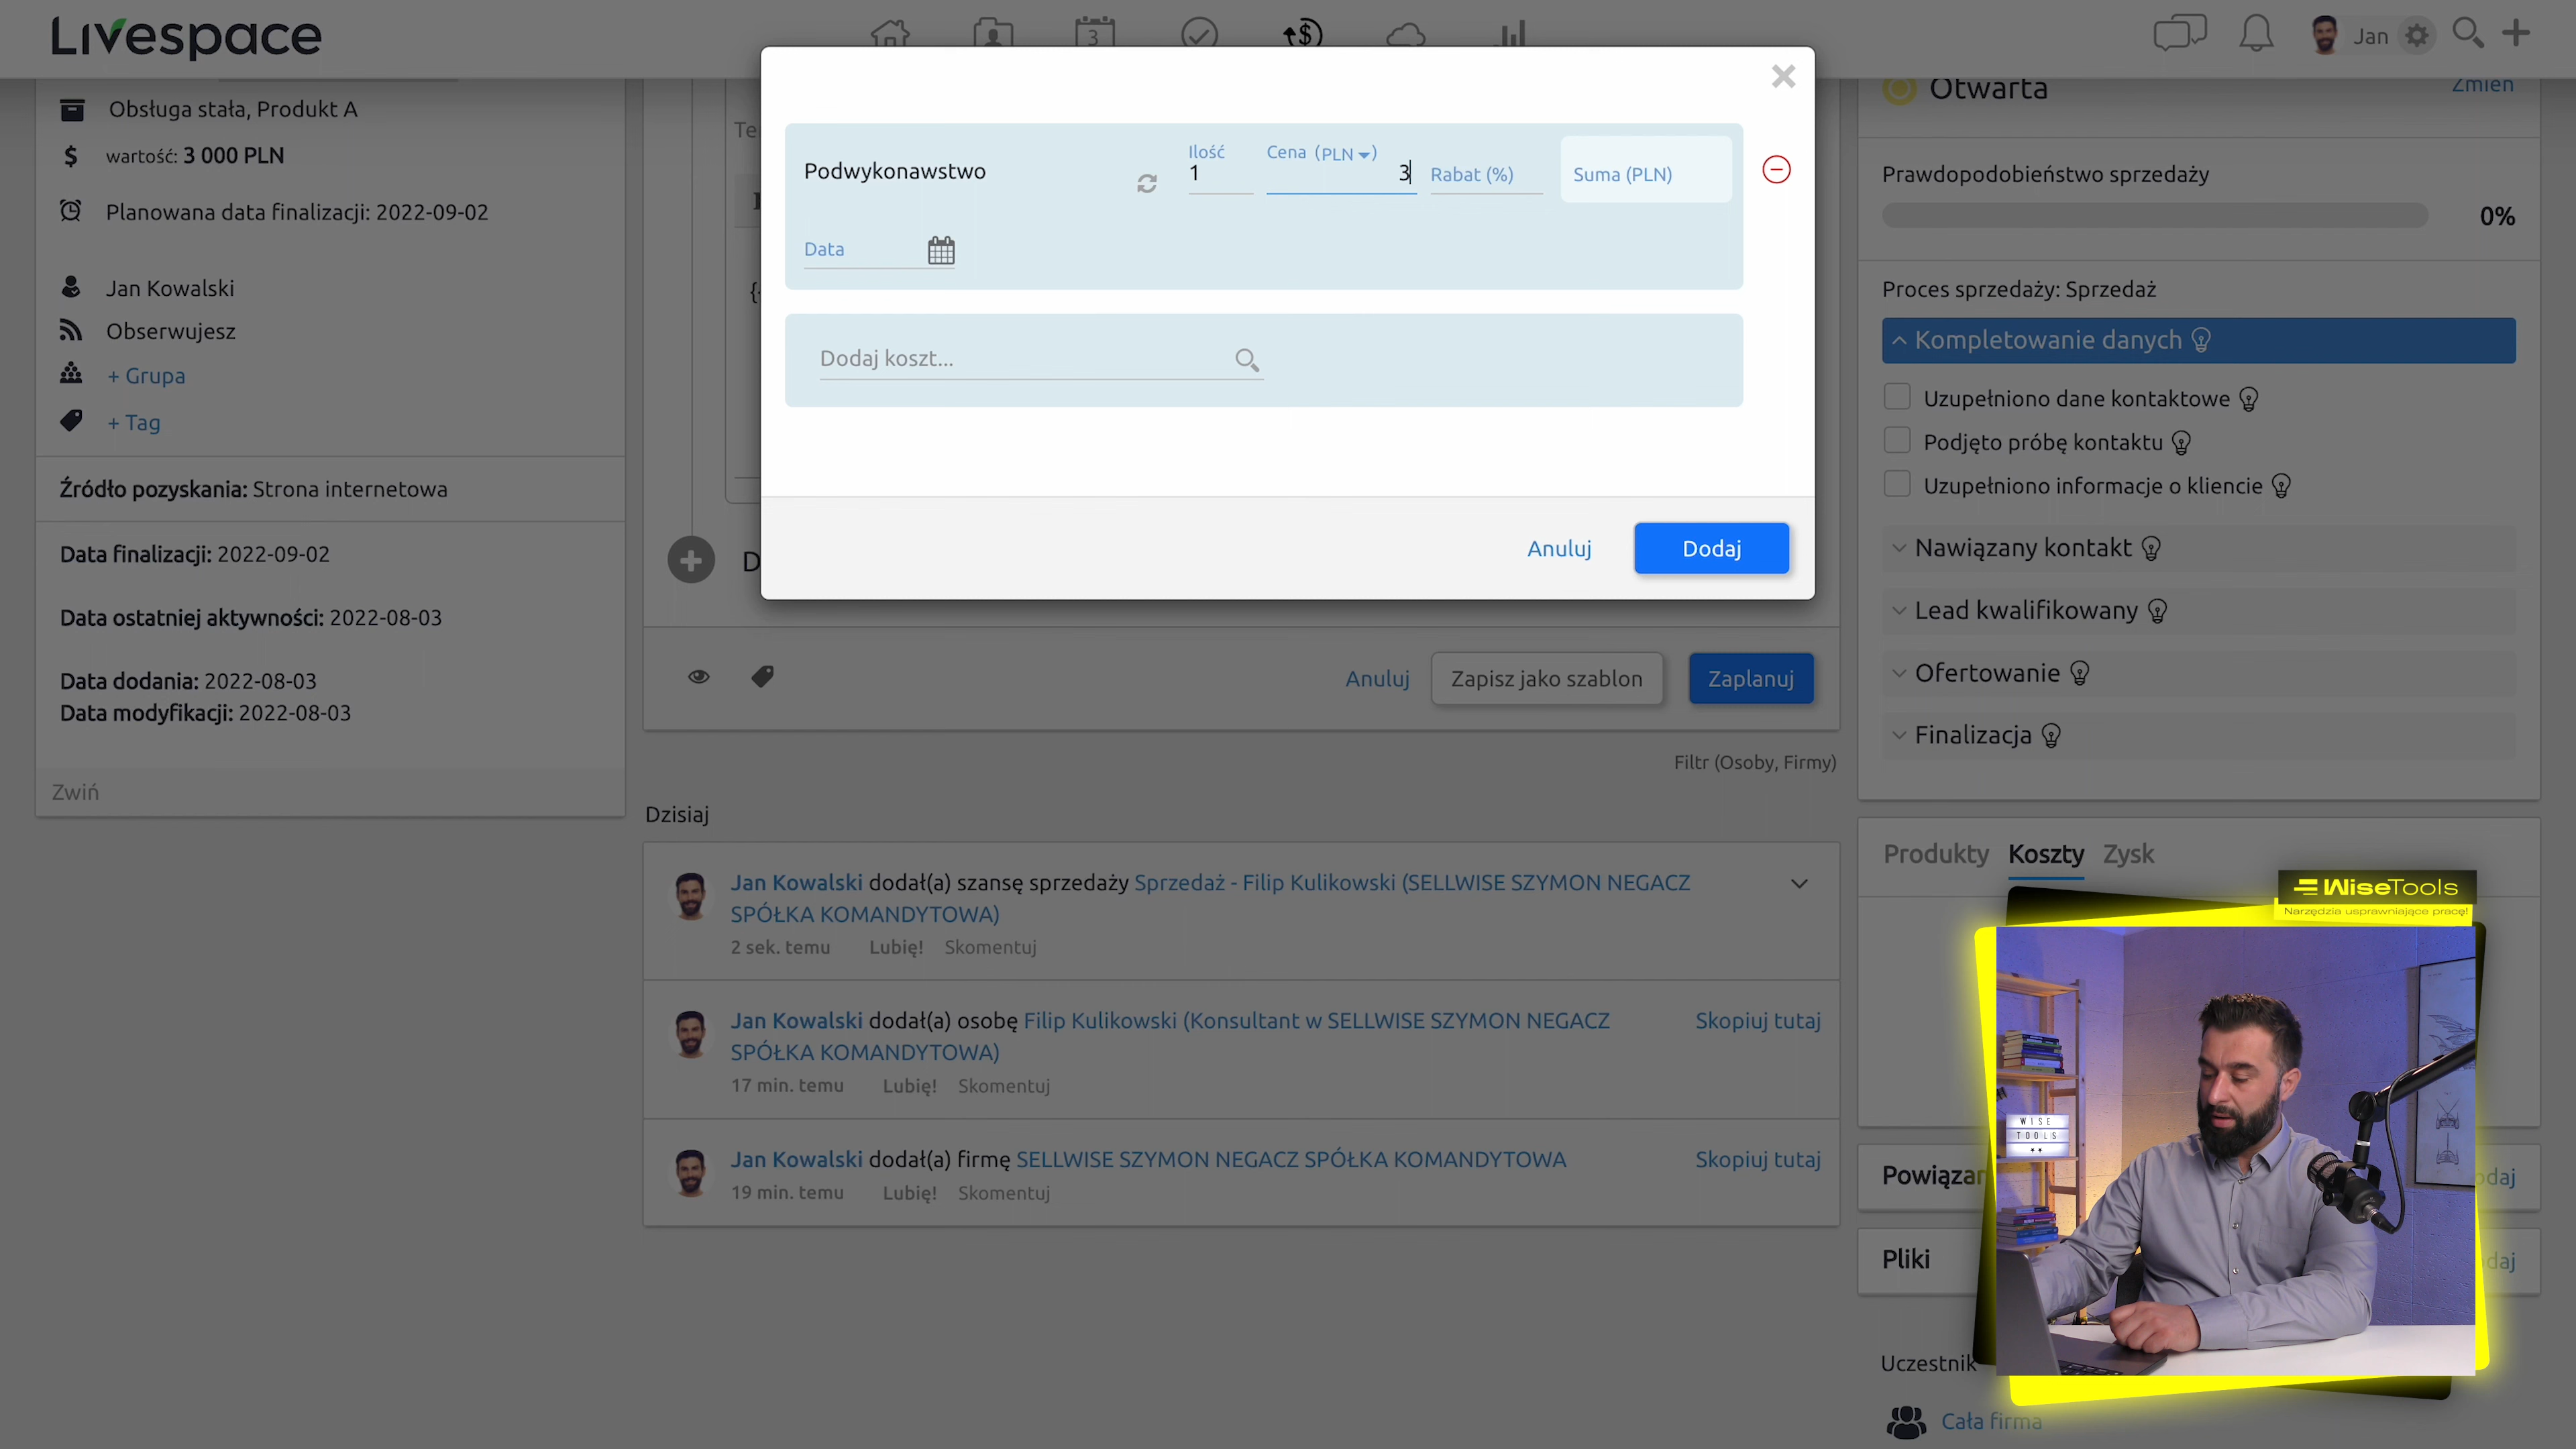 Livespace
3
Jan
Obsługa stała, Produkt A
wartość: 3 000 PLN
Planowana data finalizacji: 2022-09-02
Jan Kowalski
Obserwujesz
+ Grupa
+ Tag
Źródło pozyskania: Strona internetowa
Data finalizacji: 2022-09-02
Data ostatniej aktywności: 2022-08-03
Data dodania: 2022-08-03
Data modyfikacji: 2022-08-03
Zwiń
Podwykonawstwo
Ilość
1
Cena (PLN)
3
Rabat (%)
Suma (PLN)
Data
Dodaj koszt...
Anuluj
Dodaj
Anuluj
Zapisz jako szablon
Zaplanuj
Filtr (Osoby, Firmy)
Dzisiaj
Jan Kowalski dodał(a) szansę sprzedaży Sprzedaż - Filip Kulikowski (SELLWISE SZYMON NEGACZ
SPÓŁKA KOMANDYTOWA)
2 sek. temu Lubię! Skomentuj
Jan Kowalski dodał(a) osobę Filip Kulikowski (Konsultant w SELLWISE SZYMON NEGACZ
SPÓŁKA KOMANDYTOWA)
Skopiuj tutaj
17 min. temu Lubię! Skomentuj
Jan Kowalski dodał(a) firmę SELLWISE SZYMON NEGACZ SPÓŁKA KOMANDYTOWA
Skopiuj tutaj
19 min. temu Lubię! Skomentuj
Otwarta
Zmień
Prawdopodobieństwo sprzedaży
0%
Proces sprzedaży: Sprzedaż
Kompletowanie danych
Uzupełniono dane kontaktowe
Podjęto próbę kontaktu
Uzupełniono informacje o kliencie
Nawiązany kontakt
Lead kwalifikowany
Ofertowanie
Finalizacja
Produkty Koszty Zysk
WiseTools
Narzędzia usprawniające pracę!
WISE
TOOLS
Pliki
Cała firma